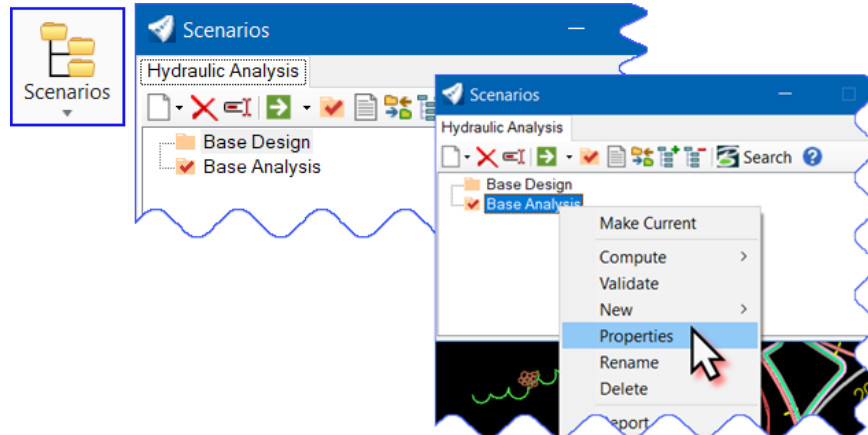 Scenarios
Scenarios
Hydraulic Analysis
Base Design
Base Analysis
Scenarios
Hydraulic Analysis
Search
Base Design
Base Analysis
Make Current
Compute
Validate
New
Properties
Rename
Delete
Report